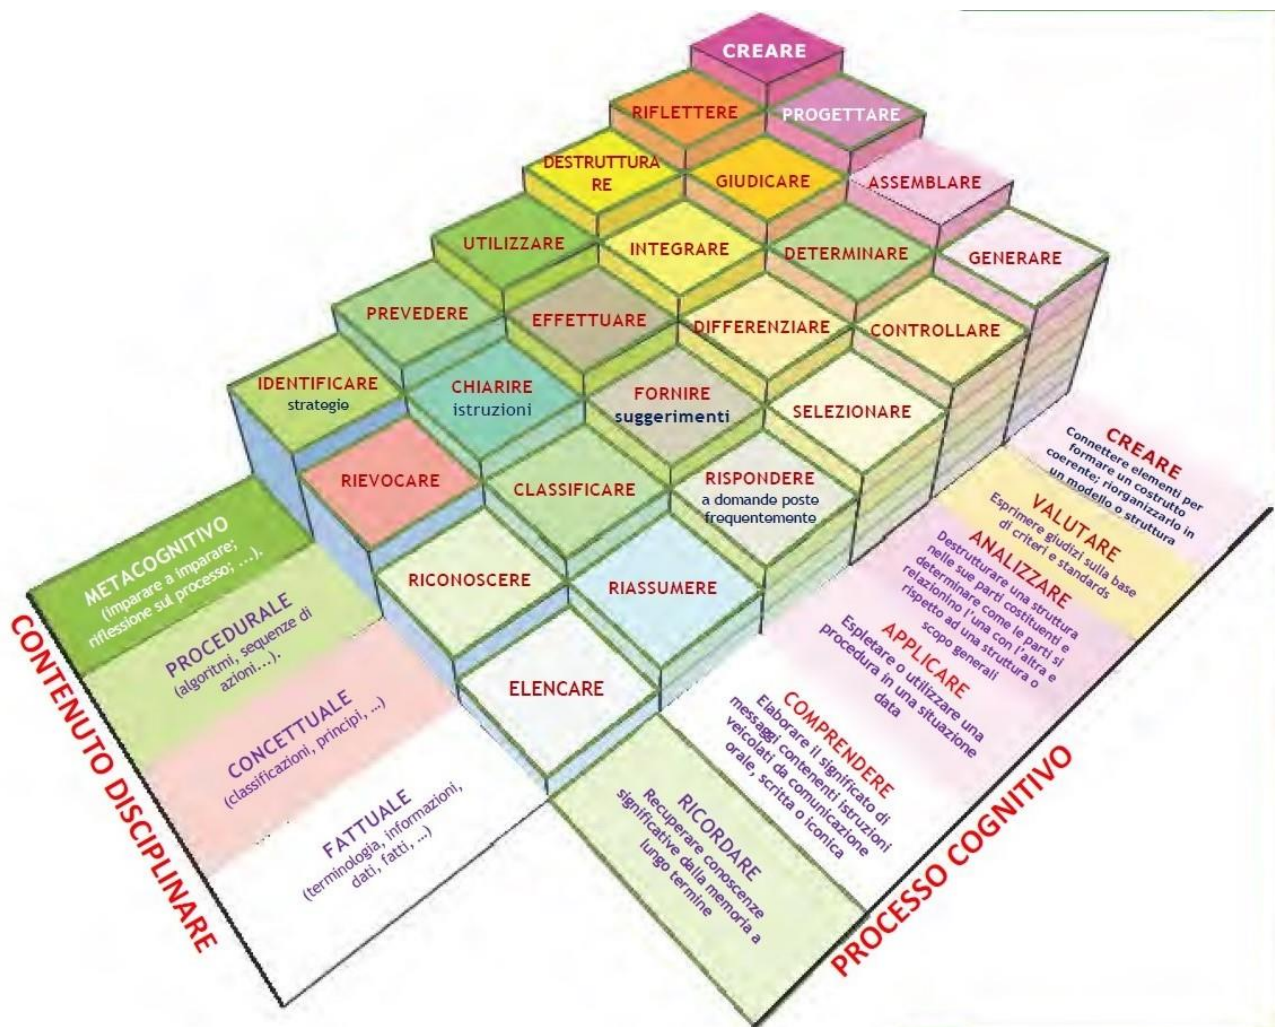 CREARE
RIFLETTERE
PROGETTARE
DESTRUTTURA
RE
GIUDICARE
ASSEMBLARE
UTILIZZARE
INTEGRARE
DETERMINARE
GENERARE
PREVEDERE
EFFETTUARE
DIFFERENZIARE
CONTROLLARE
IDENTIFICARE
strategie
CHIARIRE
istruzioni
FORNIRE
suggerimenti
SELEZIONARE
RIEVOCARE
CLASSIFICARE
RISPONDERE
a domande poste
frequentemente
RICONOSCERE
RIASSUMERE
ELENCARE
METACOGNITIVO
(imparare a imparare;
riflessione sul processo; ...).
PROCEDURALE
(algoritmi, sequenze di
azioni...).
CONCETTUALE
(classificazioni, principi, ...)
FATTUALE
(terminologia, informazioni,
dati, fatti, ...)
CONTENUTO DISCIPLINARE
CREARE
Connettere elementi per
formare un costrutto
coerente; riorganizzarlo in
un modello o struttura
VALUTARE
Esprimere giudizi sulla base
di criteri e standards
ANALIZZARE
Destrutturare una struttura
nelle sue parti costituenti e
determinare come le parti si
relazionino l'una con l'altra e
rispetto ad una struttura o
scopo generali
APPLICARE
Espletare o utilizzare una
procedura in una situazione
data
COMPRENDERE
Elaborare il significato di
messaggi contenenti istruzioni
veicolati da comunicazione
orale, scritta o iconica
RICORDARE
Recuperare conoscenze
significative dalla memoria a
lungo termine
PROCESSO COGNITIVO